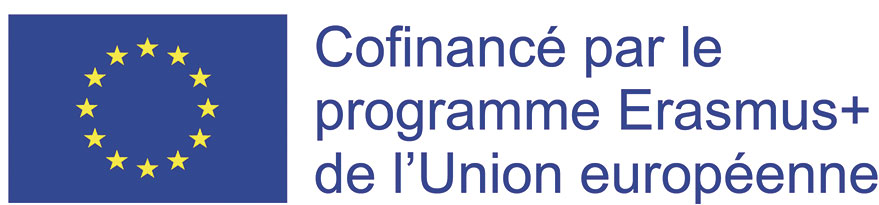 Cofinancé par le
programme Erasmus+
de l’Union européenne